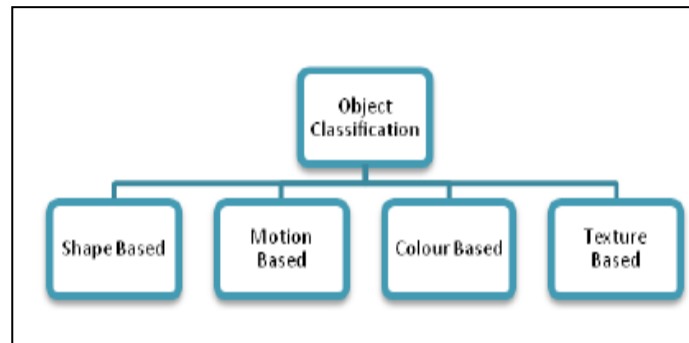 Object
Classification
Shape Based
Motion
Based
Colour Based
Texture
Based